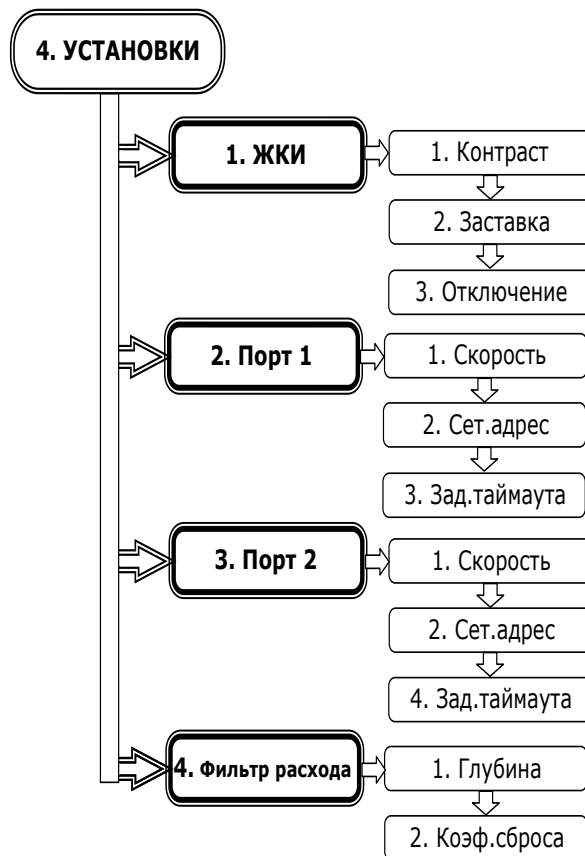 4. УСТАНОВКИ
1. ЖКИ
1. Контраст
2. Заставка
3. Отключение
2. Порт 1
1. Скорость
2. Сет.адрес
3. Зад.таймаута
3. Порт 2
1. Скорость
2. Сет.адрес
4. Зад.таймаута
4. Фильтр расхода
1. Глубина
2. Коэф.сброса